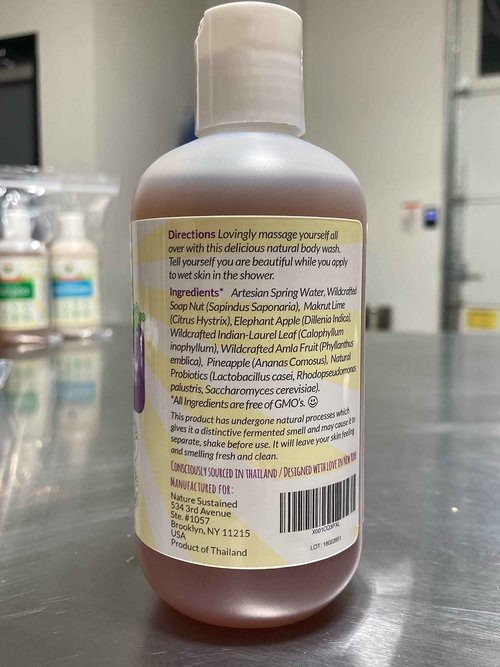 Directions Lovingly massage yourself all
over with this delicious natural body wash.
Tell yourself you are beautiful while you apply
to wet skin in the shower.
Ingredients* Artesian Spring Water, Wildcrafted
Soap Nut (Sapindus Saponaria), Makrut Lime
(Citrus Hystrix), Elephant Apple (Dillenia Indica),
Wildcrafted Indian-Laurel Leaf (Calophyllum
inophyllum), Wildcrafted Amla Fruit (Phyllanthus
emblica), Pineapple (Ananas Comosus), Natural
Probiotics (Lactobacillus casei, Rhodopseudomonas
palustris, Saccharomyces cerevisiae).
*All Ingredients are free of GMO's.
This product has undergone natural processes which
gives it a distinctive fermented smell and may cause it to
separate, shake before use. It will leave your skin feeling
and smelling fresh and clean.
Consciously sourced in Thailand / Designed with love in New York
Manufactured for:
Nature Sustained
534 3rd Avenue
Ste. #1057
Brooklyn, NY 11215
USA
Product of Thailand
LOT: 18022851